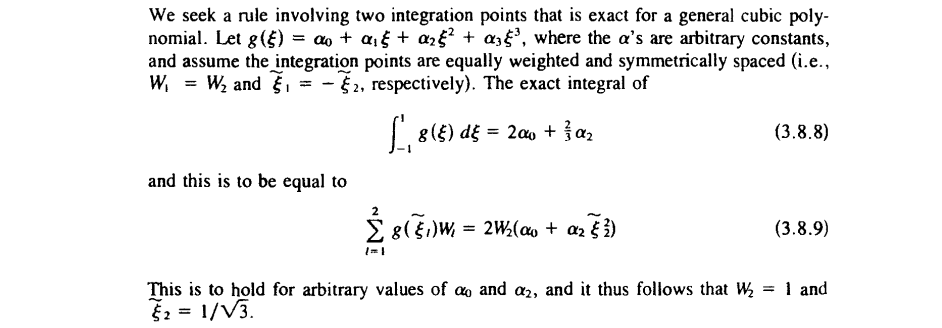 We seek a rule involving two integration points that is exact for a general cubic poly-
nomial. Let g(ξ) = α₀ + α₁ξ + α₂ξ² + α₃ξ³, where the α's are arbitrary constants,
and assume the integration points are equally weighted and symmetrically spaced (i.e.,
W₁ = W₂ and ξ̃₁ = − ξ̃₂, respectively). The exact integral of
∫₋₁¹ g(ξ) dξ = 2α₀ + ⅔ α₂ (3.8.8)
and this is to be equal to
∑ₗ₌₁² g(ξ̃ₗ)Wₗ = 2W₂(α₀ + α₂ ξ̃₂²) (3.8.9)
This is to hold for arbitrary values of α₀ and α₂, and it thus follows that W₂ = 1 and
ξ̃₂ = 1/√3.